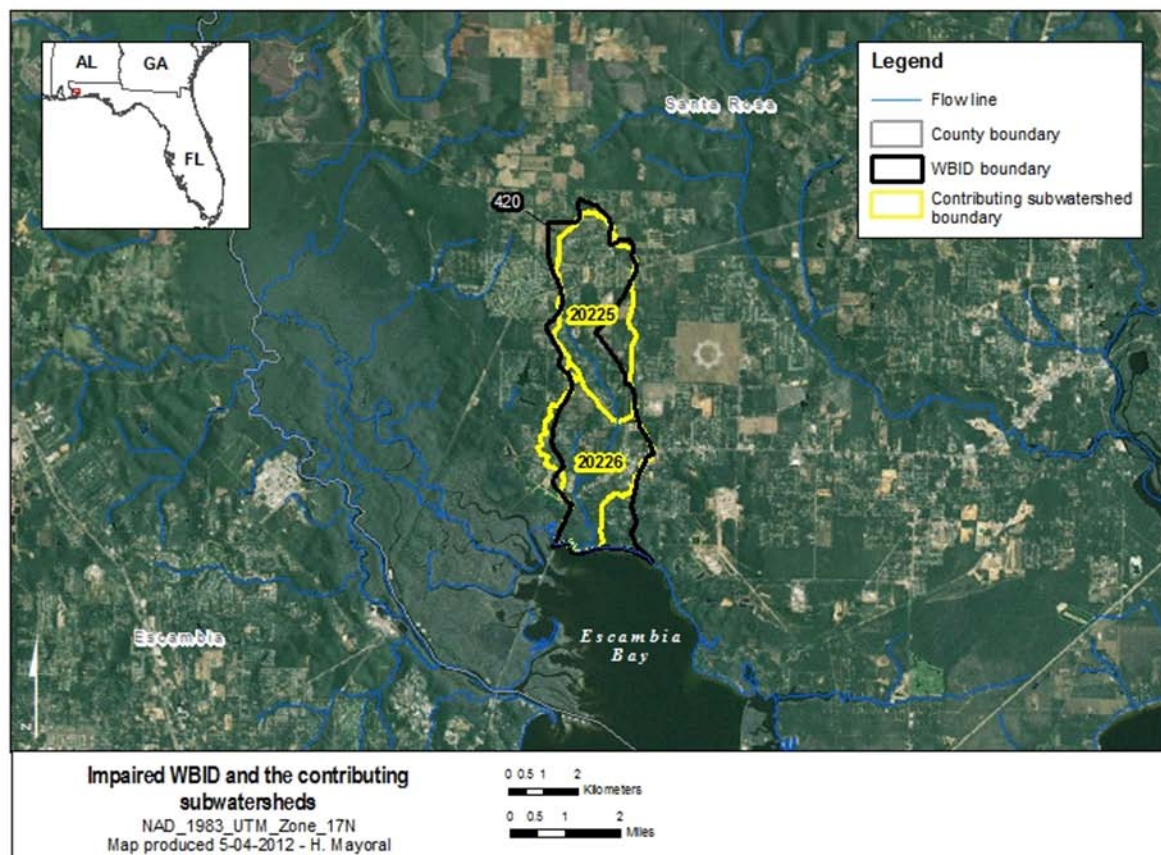 AL
GA
FL
Legend
Flow line
County boundary
WBID boundary
Contributing subwatershed
boundary
Santa Rosa
420
20225
20226
Escambia
Bay
Escambia
N
Impaired WBID and the contributing
subwatersheds
NAD_1983_UTM_Zone_17N
Map produced 5-04-2012 - H. Mayoral
0 0.5 1 2
Kilometers
0 0.5 1 2
Miles